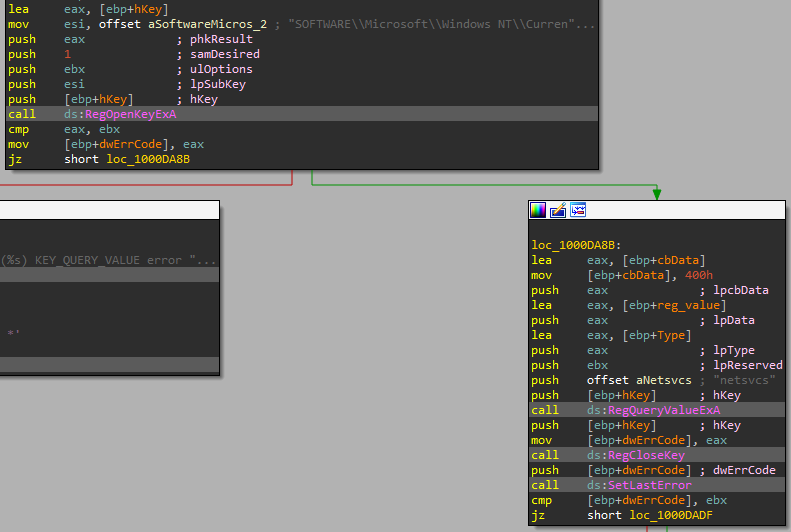 lea eax, [ebp+hKey]
mov esi, offset aSoftwareMicros_2 ; "SOFTWARE\\Microsoft\\Windows NT\\Curren"...
push eax ; phkResult
push 1 ; samDesired
push ebx ; ulOptions
push esi ; lpSubKey
push [ebp+hKey] ; hKey
call ds:RegOpenKeyExA
cmp eax, ebx
mov [ebp+dwErrCode], eax
jz short loc_1000DA8B
(%s) KEY_QUERY_VALUE error "...
*'
loc_1000DA8B:
lea eax, [ebp+cbData]
mov [ebp+cbData], 400h
push eax ; lpcbData
lea eax, [ebp+reg_value]
push eax ; lpData
lea eax, [ebp+Type]
push eax ; lpType
push ebx ; lpReserved
push offset aNetsvcs ; "netsvcs"
push [ebp+hKey] ; hKey
call ds:RegQueryValueExA
push [ebp+hKey] ; hKey
mov [ebp+dwErrCode], eax
call ds:RegCloseKey
push [ebp+dwErrCode] ; dwErrCode
call ds:SetLastError
cmp [ebp+dwErrCode], ebx
jz short loc_1000DADF